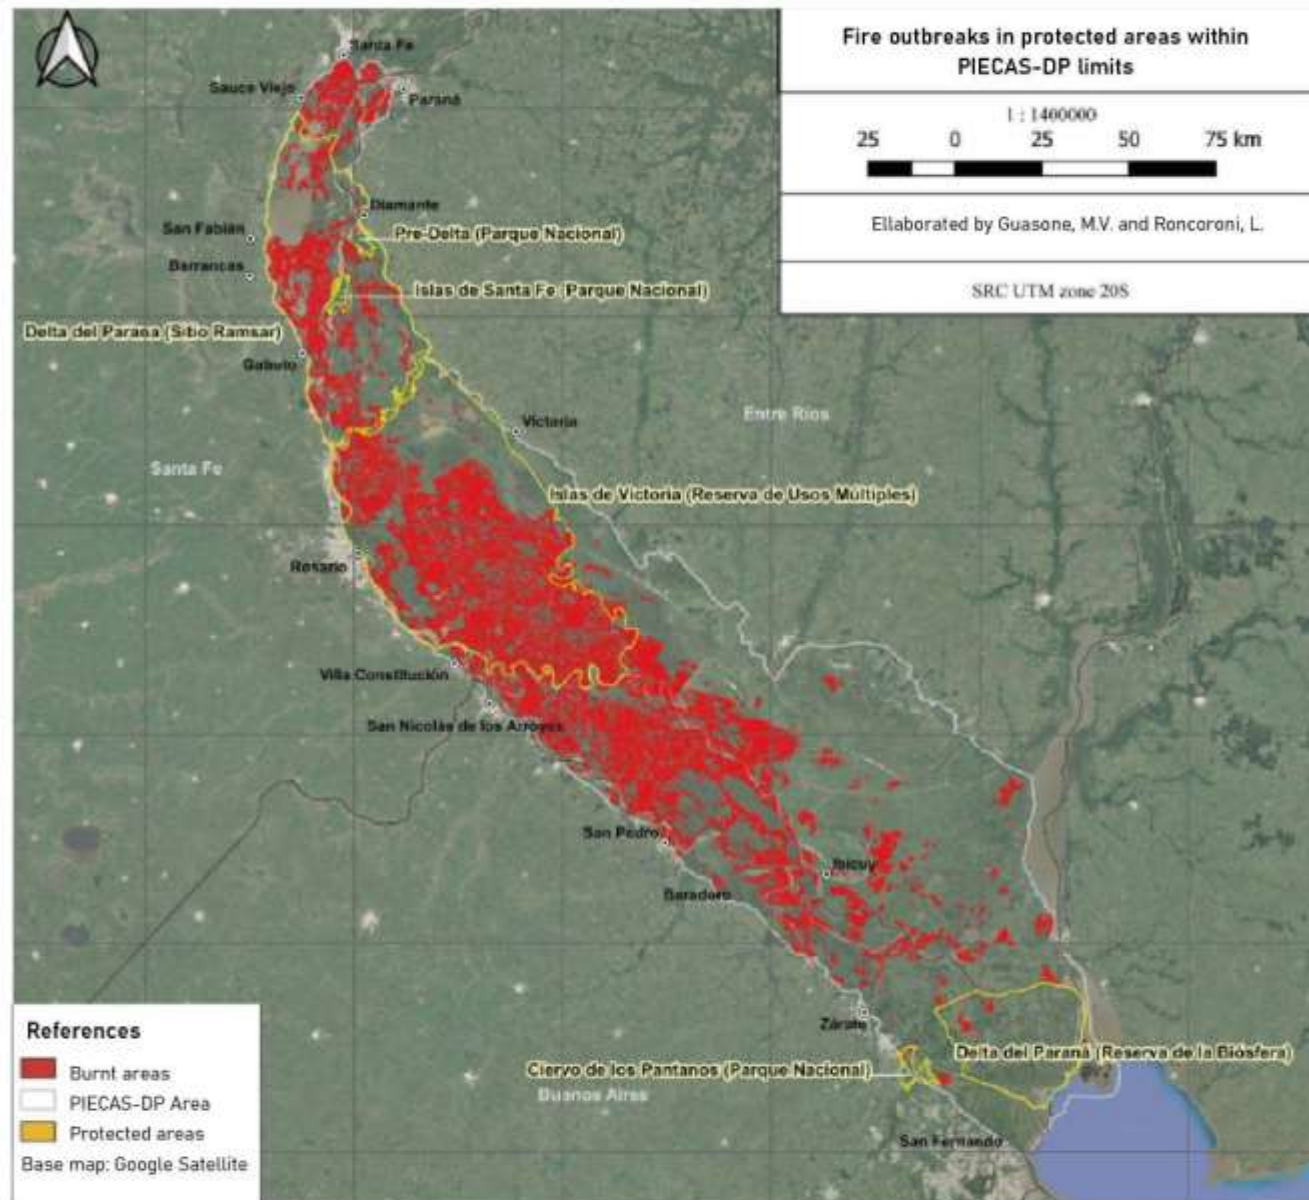 Fire outbreaks in protected areas within
PIECAS-DP limits
1 : 1460000
25 0 25 50 75 km
Ellaborated by Guasone, M.V. and Roncoroni, L.
SRC UTM zone 20S
Santa Fe
Sauce Viejo
Paraná
Diamante
San Fabián
Pre-Delta (Parque Nacional)
Barrancas
Islas de Santa Fe (Parque Nacional)
Delta del Parana (Sitio Ramsar)
Gaboto
Entre Ríos
Victoria
Santa Fe
Islas de Victoria (Reserva de Usos Múltiples)
Rosario
Villa Constitución
San Nicolás de los Arroyos
San Pedro
Ibicuy
Baradero
Zárate
Delta del Paraná (Reserva de la Biósfera)
Ciervo de los Pantanos (Parque Nacional)
Buenos Aires
San Fernando
References
Burnt areas
PIECAS-DP Area
Protected areas
Base map: Google Satellite